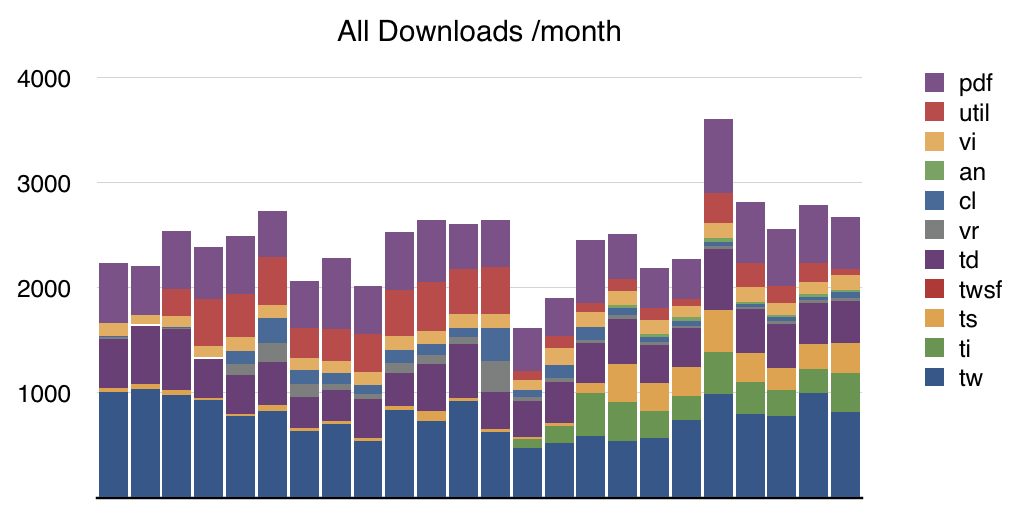 All Downloads /month
4000
3000
2000
1000
pdf
util
vi
an
cl
vr
td
twsf
ts
ti
tw